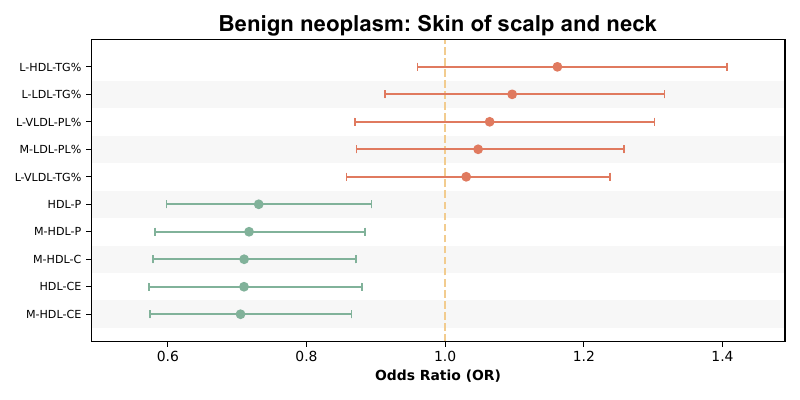 Benign neoplasm: Skin of scalp and neck
L-HDL-TG%
L-LDL-TG%
L-VLDL-PL%
M-LDL-PL%
L-VLDL-TG%
HDL-P
M-HDL-P
M-HDL-C
HDL-CE
M-HDL-CE
0.6 0.8 1.0 1.2 1.4
Odds Ratio (OR)